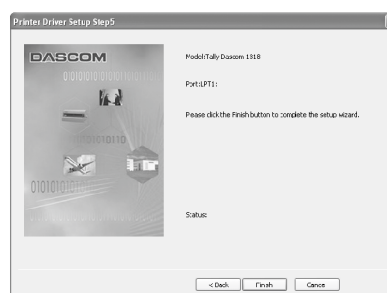 Printer Driver Setup Step5
DASCOM
Model:Tally Dascom 1318
Port:LPT1:
Please click the Finish button to complete the setup wizard.
Status:
< Back
Finish
Cancel